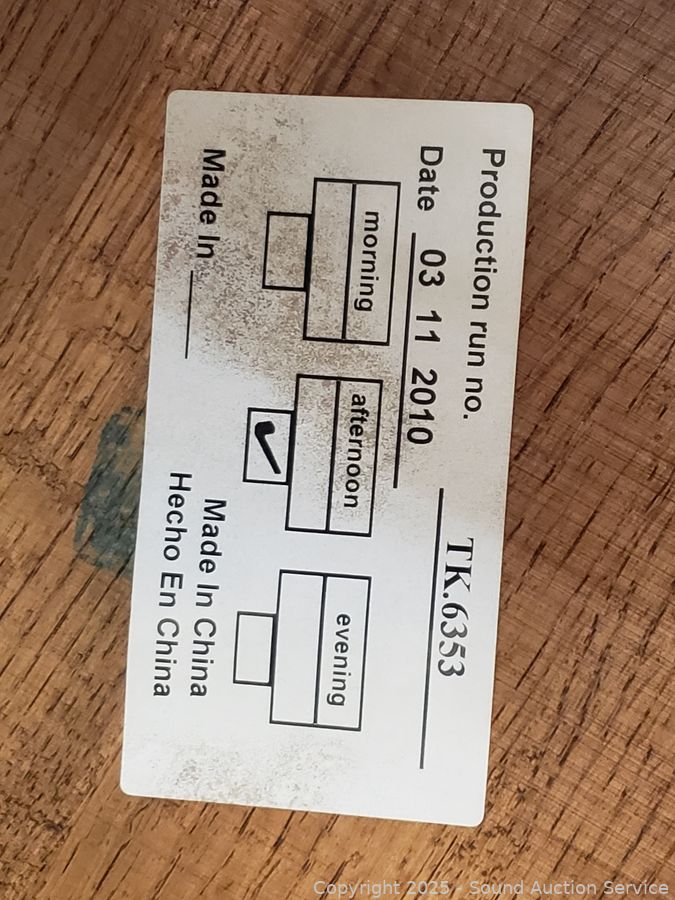 Production run no. TK.6353
Date 03 11 2010
morning afternoon evening
✓
Made In Made In China
Hecho En China
Copyright 2025 - Sound Auction Service